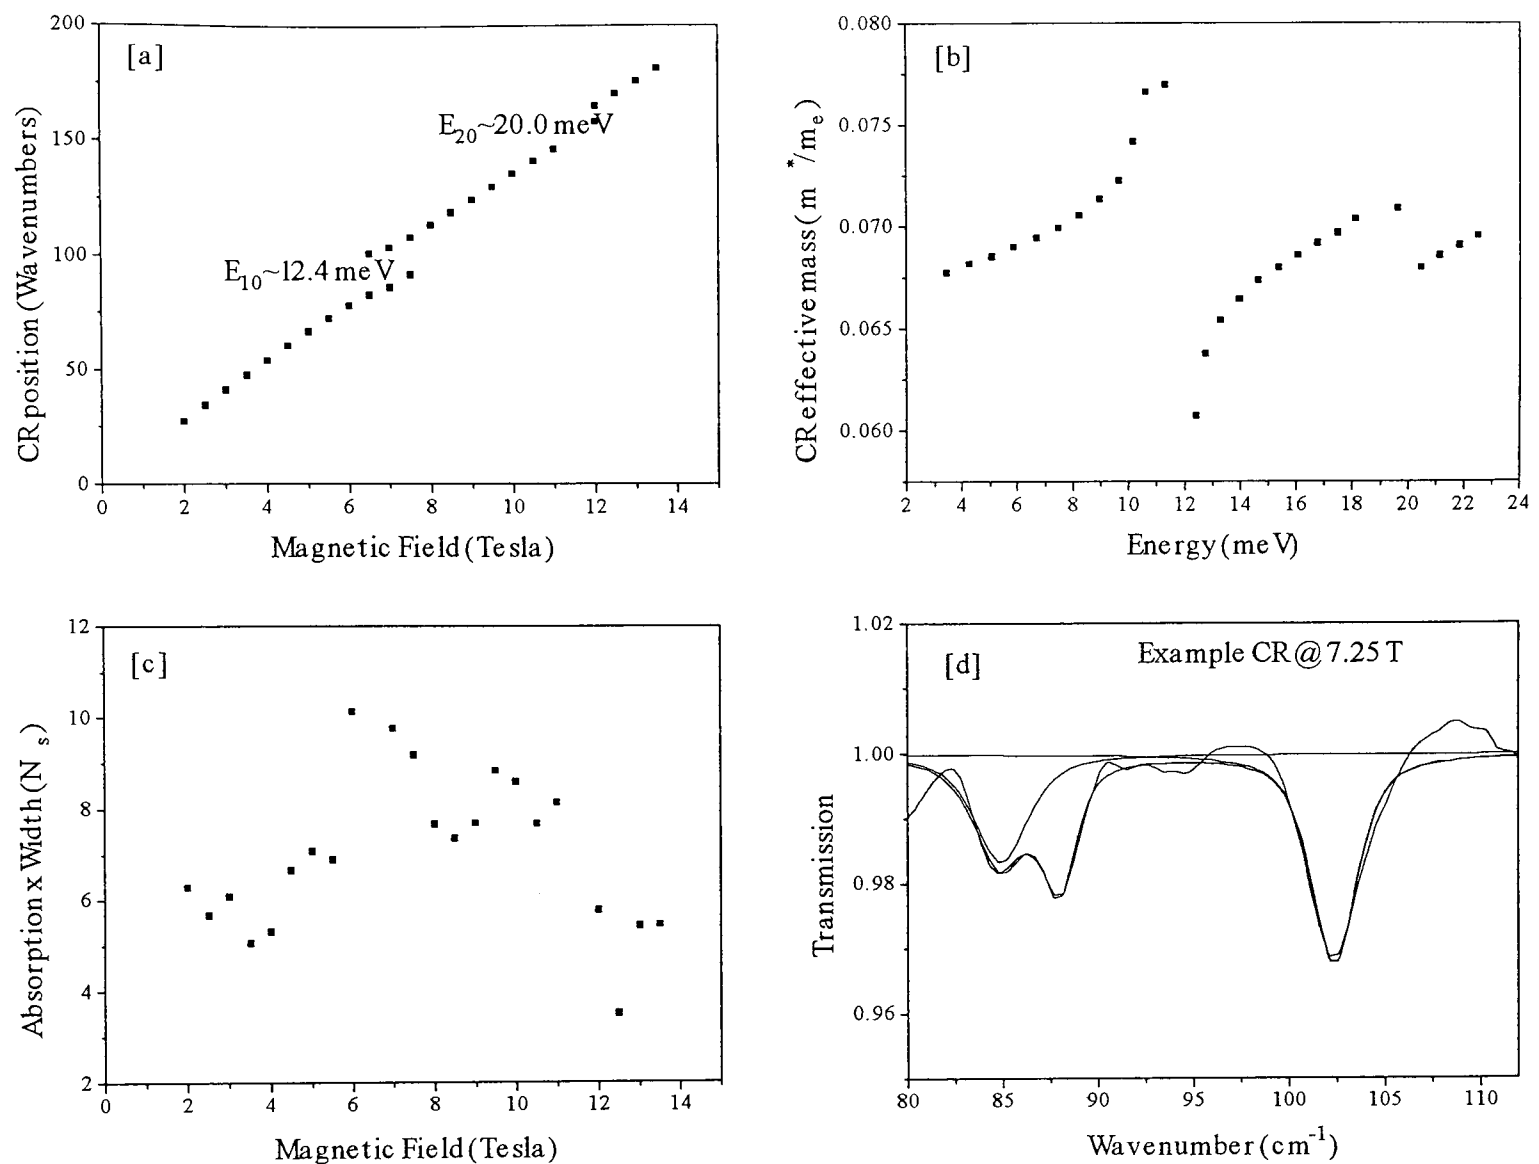 [a]
200
150
100
50
0
E20~20.0 meV
E10~12.4 meV
CR position (Wavenumbers)
0 2 4 6 8 10 12 14
Magnetic Field (Tesla)
[b]
0.080
0.075
0.070
0.065
0.060
CR effective mass (m*/me)
2 4 6 8 10 12 14 16 18 20 22 24
Energy (meV)
[c]
12
10
8
6
4
2
Absorption x Width (Ns)
0 2 4 6 8 10 12 14
Magnetic Field (Tesla)
[d]
Example CR @ 7.25 T
1.02
1.00
0.98
0.96
Transmission
80 85 90 95 100 105 110
Wavenumber (cm-1)